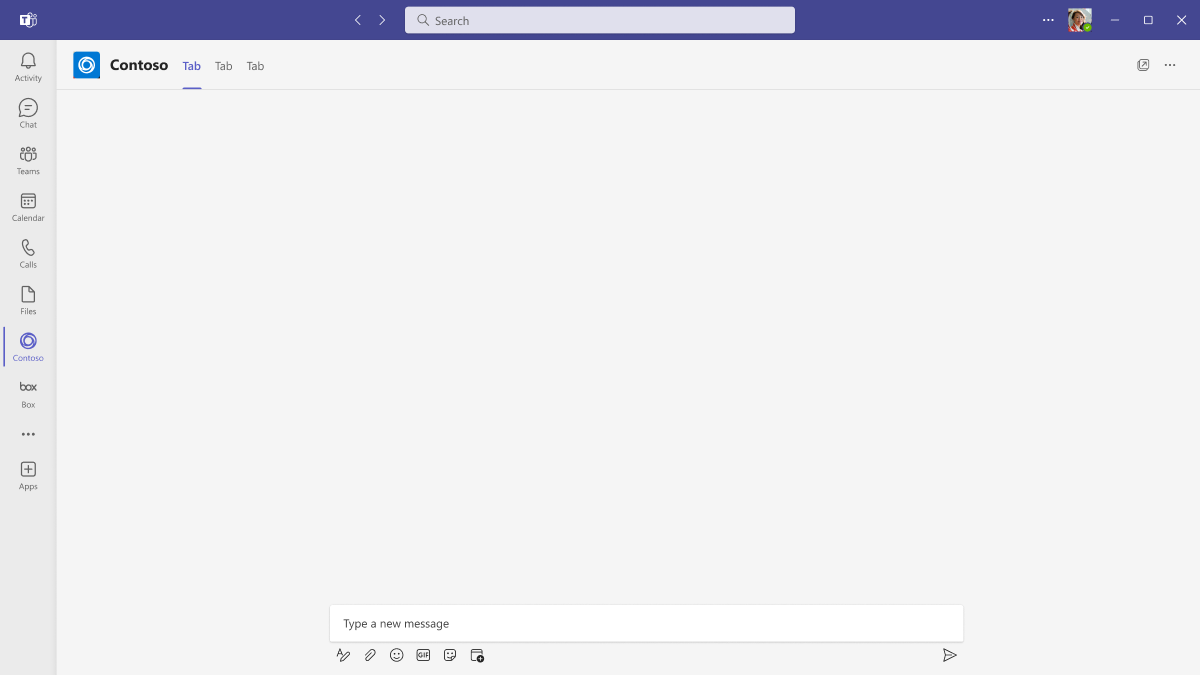 Search
Contoso Tab Tab Tab
Activity
Chat
Teams
Calendar
Calls
Files
Contoso
box
Box
Apps
Type a new message
GIF